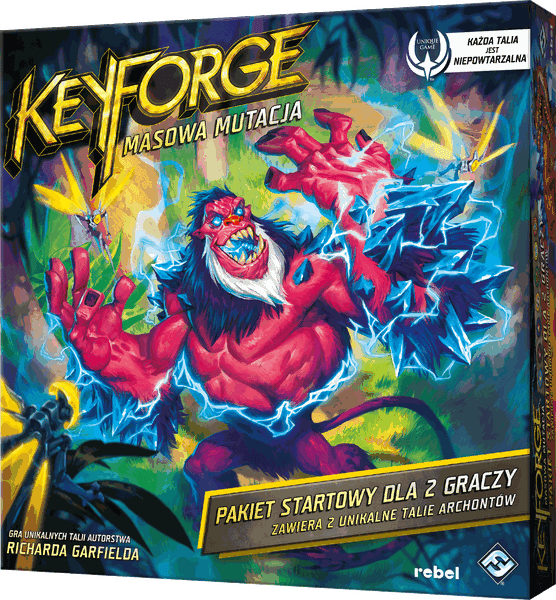 KEYFORGE
MASOWA MUTACJA
UNIQUE
GAME
KAŻDA TALIA
JEST
NIEPOWTARZALNA
PAKIET STARTOWY DLA 2 GRACZY
ZAWIERA 2 UNIKALNE TALIE ARCHONTÓW
GRA UNIKALNYCH TALII AUTORSTWA
RICHARDA GARFIELDA
rebel